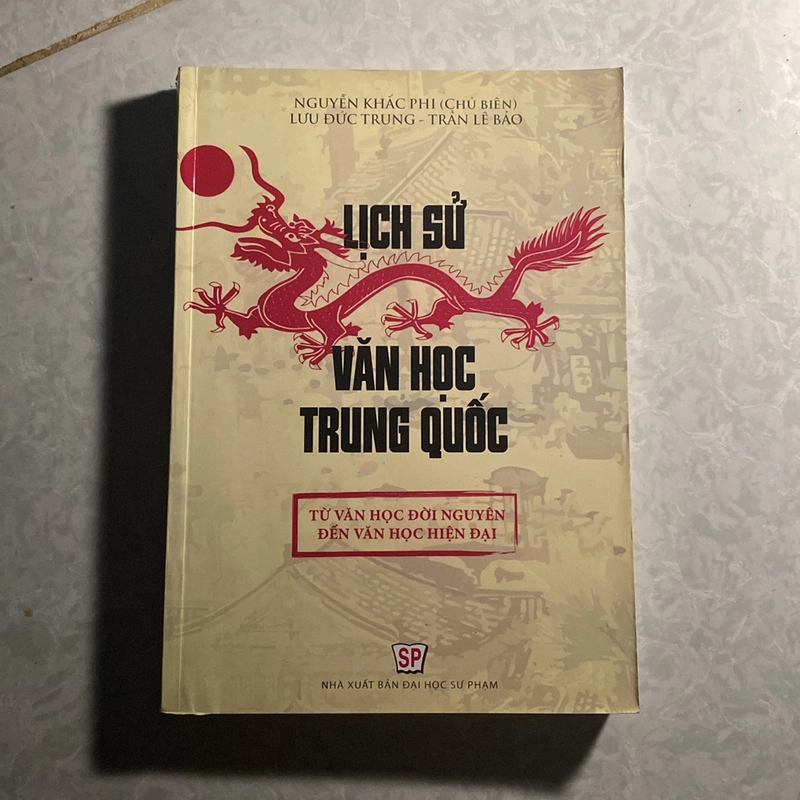 NGUYỄN KHẮC PHI (CHỦ BIÊN)
LƯU ĐỨC TRUNG - TRẦN LÊ BẢO
LỊCH SỬ
VĂN HỌC
TRUNG QUỐC
TỪ VĂN HỌC ĐỜI NGUYÊN
ĐẾN VĂN HỌC HIỆN ĐẠI
SP
NHÀ XUẤT BẢN ĐẠI HỌC SƯ PHẠM